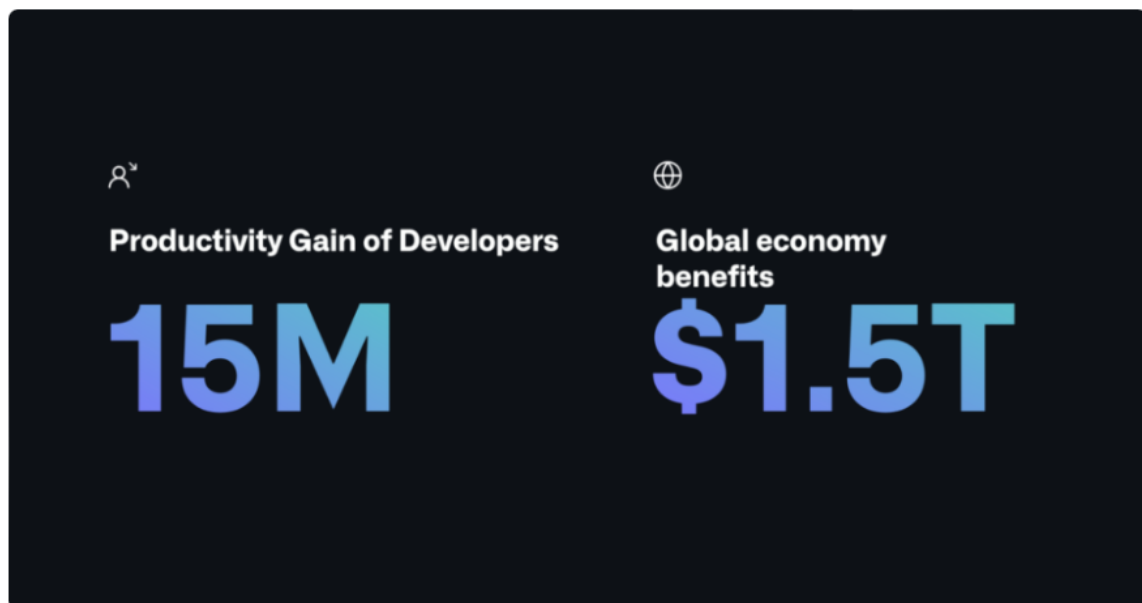 Productivity Gain of Developers
15M
Global economy
benefits
$1.5T